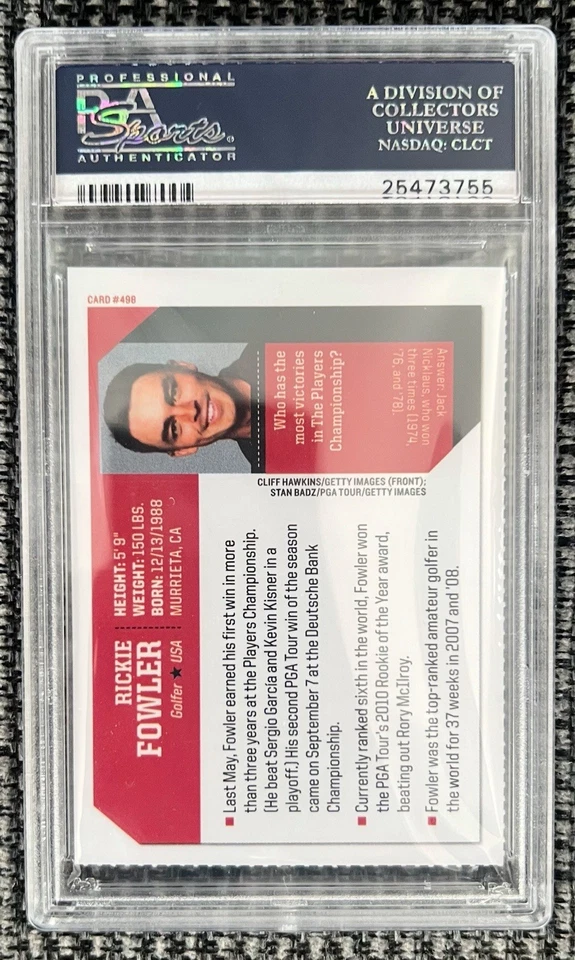 PROFESSIONAL
PSA
Sports
AUTHENTICATOR
A DIVISION OF
COLLECTORS
UNIVERSE
NASDAQ: CLCT
25473755
CARD #498
RICKIE
FOWLER
Golfer ★ USA
HEIGHT: 5' 9"
WEIGHT: 150 LBS.
BORN: 12/13/1988
MURRIETA, CA
Who has the
most victories
in The Players
Championship?
Answer: Jack
Nicklaus, who won
three times (1974,
'76, and '78).
CLIFF HAWKINS/GETTY IMAGES (FRONT);
STAN BADZ/PGA TOUR/GETTY IMAGES
■ Last May, Fowler earned his first win in more
than three years at the Players Championship.
(He beat Sergio Garcia and Kevin Kisner in a
playoff.) His second PGA Tour win of the season
came on September 7 at the Deutsche Bank
Championship.
■ Currently ranked sixth in the world, Fowler won
the PGA Tour's 2010 Rookie of the Year award,
beating out Rory McIlroy.
■ Fowler was the top-ranked amateur golfer in
the world for 37 weeks in 2007 and '08.